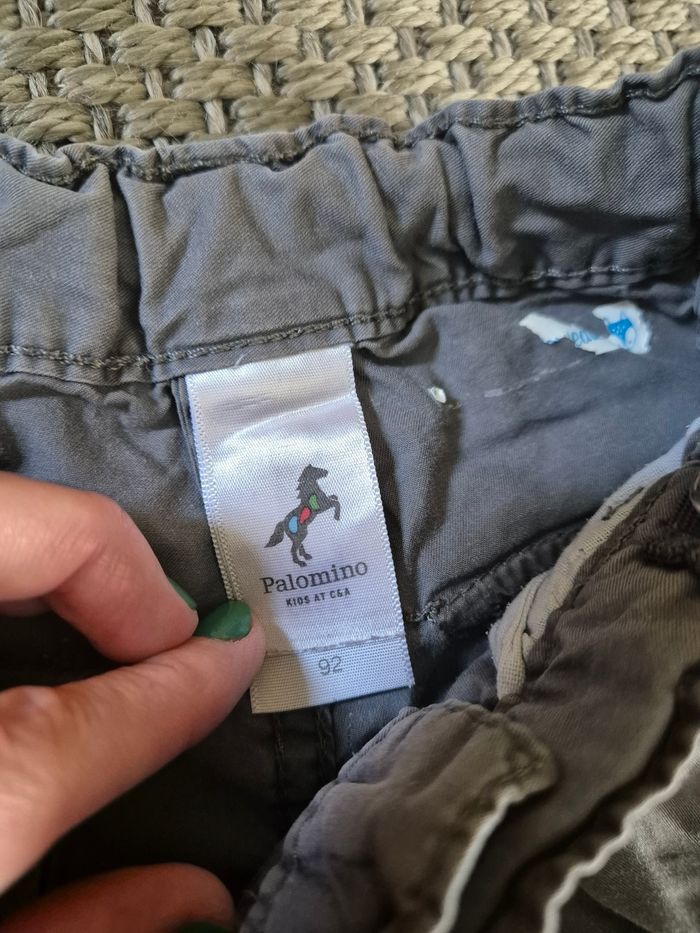 Palomino
KIDS AT C&A
92